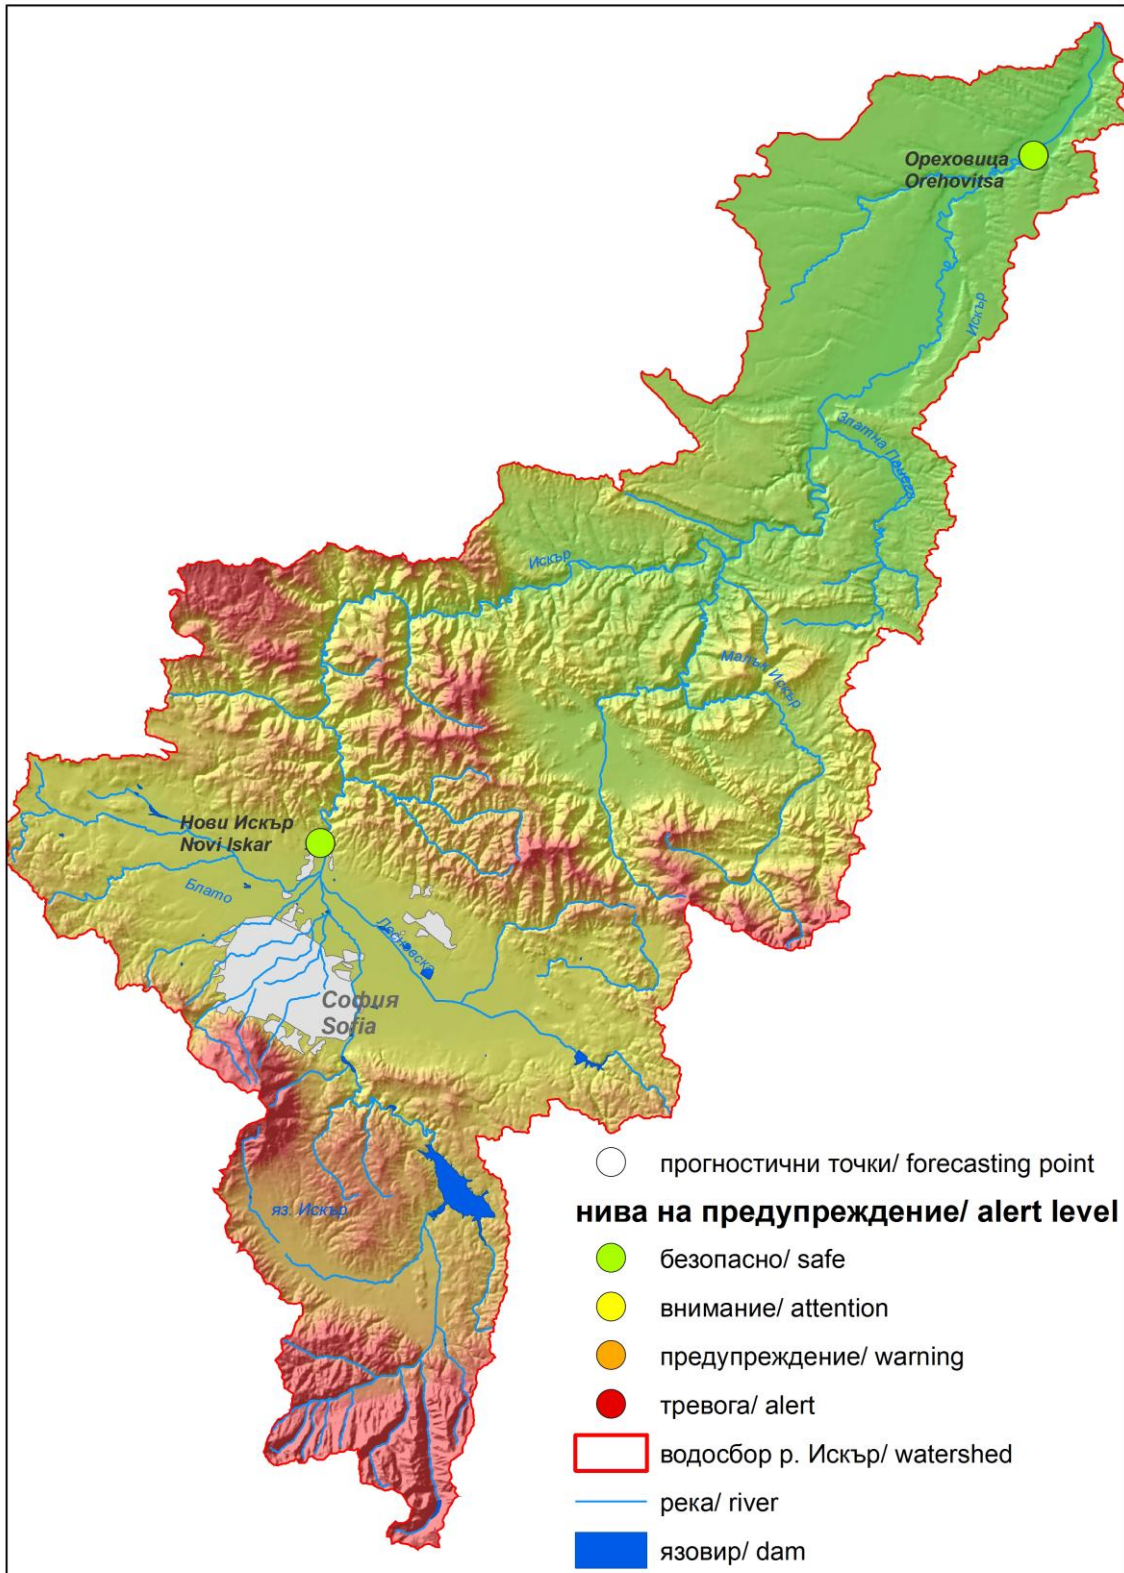 Ореховица
Orehovitsa
Искър
Златна Панега
Искър
Малък Искър
Нови Искър
Novi Iskar
Блато
Лесновска
София
Sofia
яз. Искър
прогностични точки/ forecasting point
нива на предупреждение/ alert level
безопасно/ safe
внимание/ attention
предупреждение/ warning
тревога/ alert
водосбор р. Искър/ watershed
река/ river
язовир/ dam